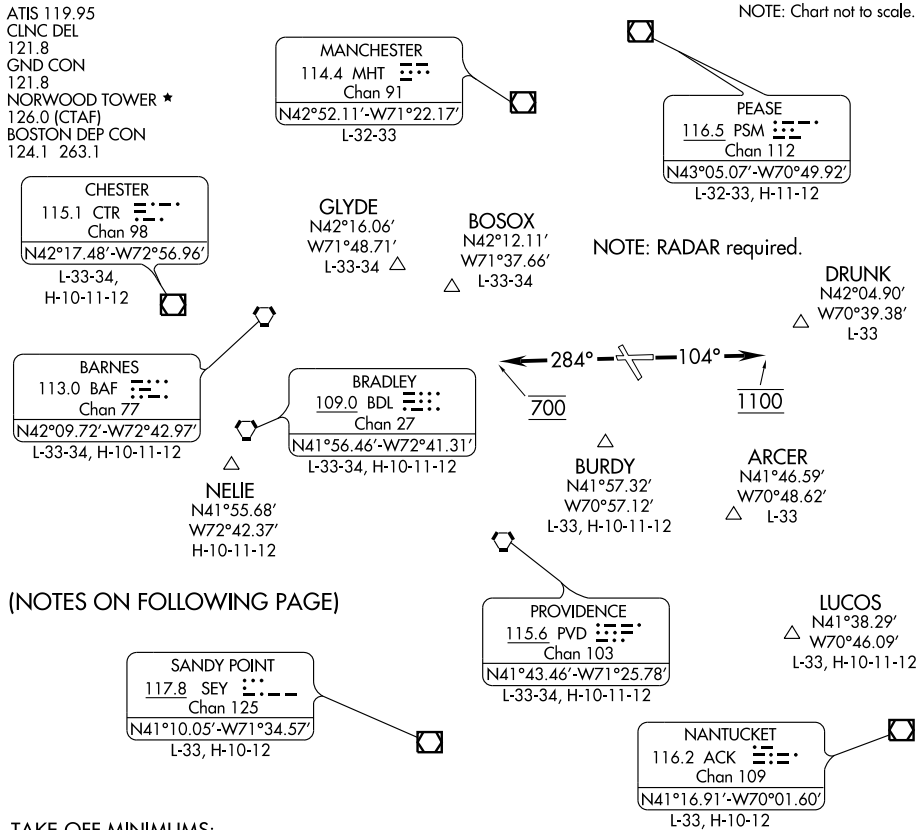 ATIS 119.95
CLNC DEL
121.8
GND CON
121.8
NORWOOD TOWER ★
126.0 (CTAF)
BOSTON DEP CON
124.1 263.1
NOTE: Chart not to scale.
MANCHESTER
114.4 MHT
Chan 91
N42°52.11′-W71°22.17′
L-32-33
PEASE
116.5 PSM
Chan 112
N43°05.07′-W70°49.92′
L-32-33, H-11-12
CHESTER
115.1 CTR
Chan 98
N42°17.48′-W72°56.96′
L-33-34,
H-10-11-12
GLYDE
N42°16.06′
W71°48.71′
L-33-34
BOSOX
N42°12.11′
W71°37.66′
L-33-34
NOTE: RADAR required.
DRUNK
N42°04.90′
W70°39.38′
L-33
BARNES
113.0 BAF
Chan 77
N42°09.72′-W72°42.97′
L-33-34, H-10-11-12
BRADLEY
109.0 BDL
Chan 27
N41°56.46′-W72°41.31′
L-33-34, H-10-11-12
284° 104°
700
1100
NELIE
N41°55.68′
W72°42.37′
H-10-11-12
BURDY
N41°57.32′
W70°57.12′
L-33, H-10-11-12
ARCER
N41°46.59′
W70°48.62′
L-33
(NOTES ON FOLLOWING PAGE)
PROVIDENCE
115.6 PVD
Chan 103
N41°43.46′-W71°25.78′
L-33-34, H-10-11-12
LUCOS
N41°38.29′
W70°46.09′
L-33, H-10-11-12
SANDY POINT
117.8 SEY
Chan 125
N41°10.05′-W71°34.57′
L-33, H-10-12
NANTUCKET
116.2 ACK
Chan 109
N41°16.91′-W70°01.60′
L-33, H-10-12
TAKE-OFF MINIMUMS: